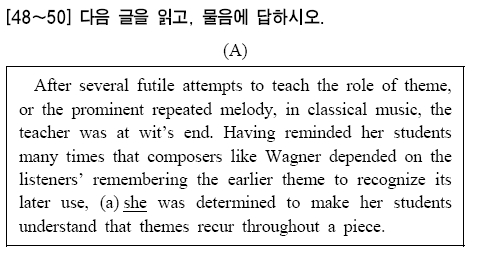 [48~50] 다음 글을 읽고, 물음에 답하시오.
(A)
After several futile attempts to teach the role of theme,
or the prominent repeated melody, in classical music, the
teacher was at wit's end. Having reminded her students
many times that composers like Wagner depended on the
listeners' remembering the earlier theme to recognize its
later use, (a) she was determined to make her students
understand that themes recur throughout a piece.